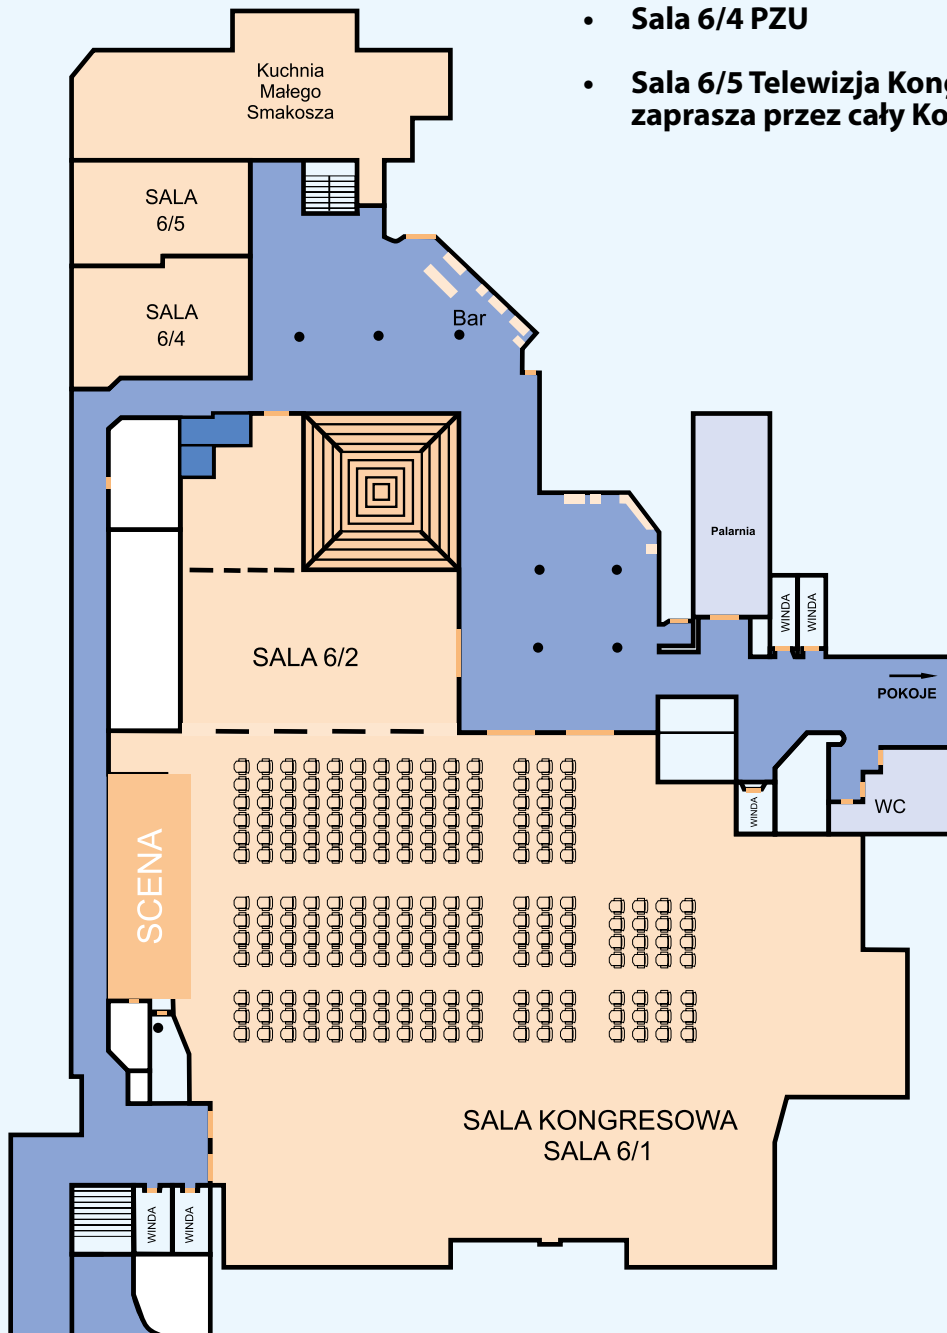 • Sala 6/4 PZU
• Sala 6/5 Telewizja Kong
zaprasza przez cały Ko
Kuchnia
Małego
Smakosza
SALA
6/5
SALA
6/4
Bar
Palarnia
WINDA
WINDA
SALA 6/2
POKOJE
WINDA
WC
SCENA
SALA KONGRESOWA
SALA 6/1
WINDA
WINDA